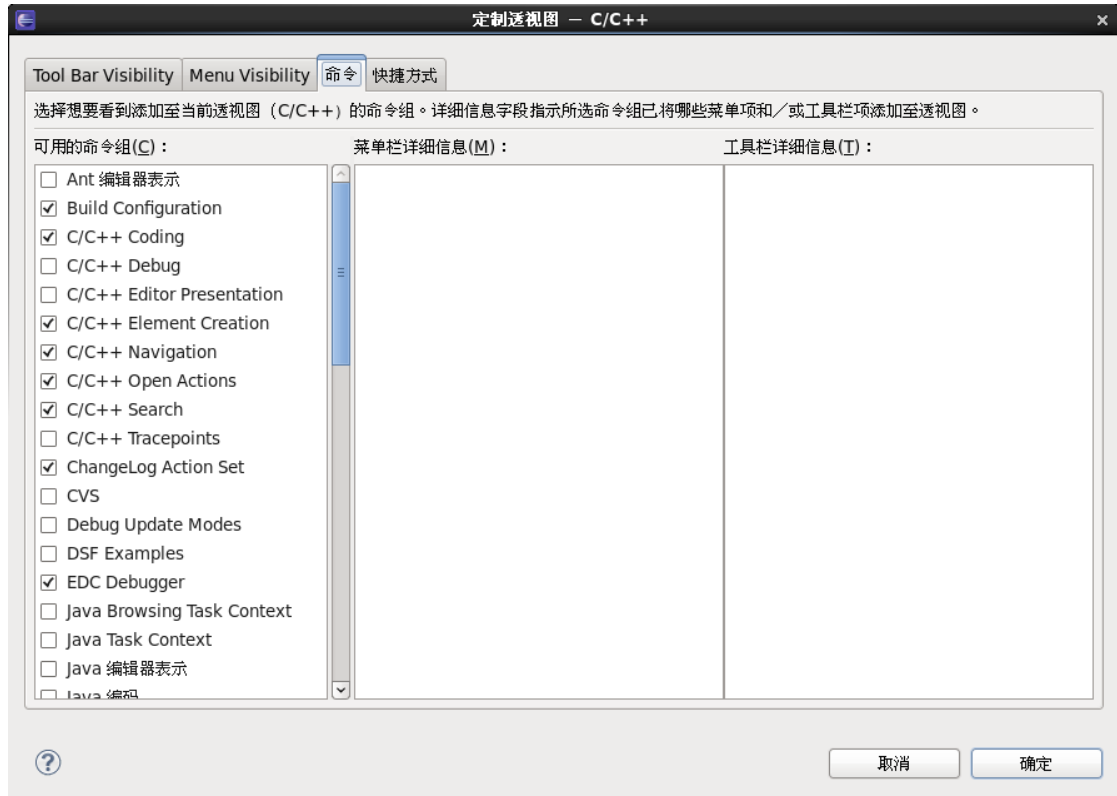 定制透视图 — C/C++
Tool Bar Visibility Menu Visibility 命令 快捷方式
选择想要看到添加至当前透视图（C/C++）的命令组。详细信息字段指示所选命令组已将哪些菜单项和／或工具栏项添加至透视图。
可用的命令组(C)： 菜单栏详细信息(M)： 工具栏详细信息(T)：
Ant 编辑器表示
Build Configuration
C/C++ Coding
C/C++ Debug
C/C++ Editor Presentation
C/C++ Element Creation
C/C++ Navigation
C/C++ Open Actions
C/C++ Search
C/C++ Tracepoints
ChangeLog Action Set
CVS
Debug Update Modes
DSF Examples
EDC Debugger
Java Browsing Task Context
Java Task Context
Java 编辑器表示
Java 编码
取消 确定